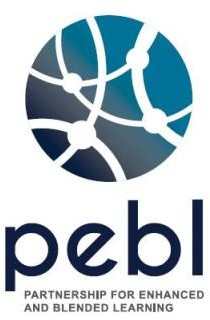 pebl
PARTNERSHIP FOR ENHANCED
AND BLENDED LEARNING